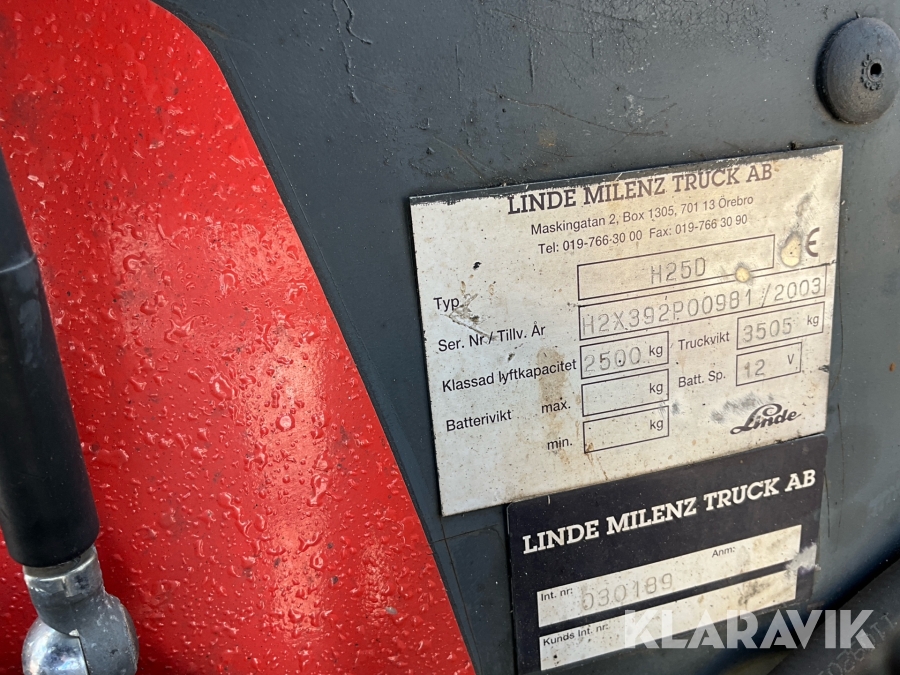 LINDE MILENZ TRUCK AB
Maskingatan 2, Box 1305, 701 13 Örebro
Tel: 019-766-30 00 Fax: 019-766 30 90
Typ H25D CE
Ser. Nr / Tillv. År H2X392P00981 / 2003
Klassad lyftkapacitet 2500 kg Truckvikt 3505 kg
Batterivikt max. kg Batt. Sp. 12 V
min. kg Linde
LINDE MILENZ TRUCK AB
Anm:
Int. nr: 030189
Kunds Int. nr:
KLARAVIK